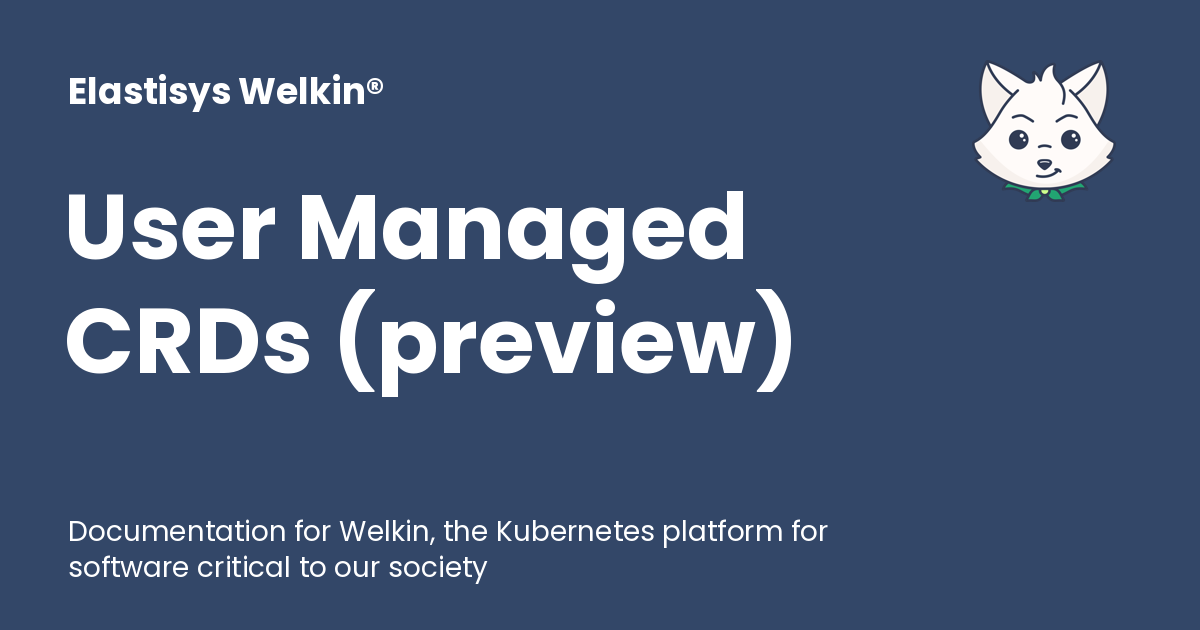 Elastisys Welkin®
User Managed
CRDs (preview)
Documentation for Welkin, the Kubernetes platform for
software critical to our society